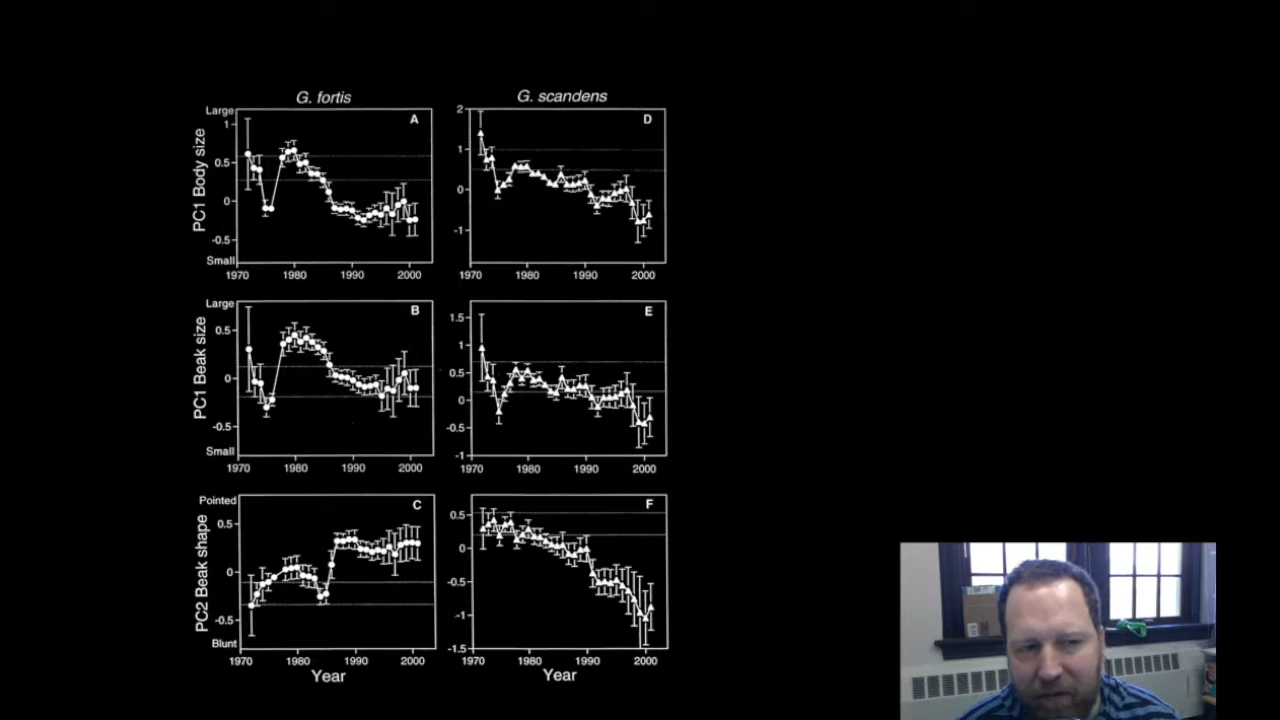 G. fortis
G. scandens
Large
A
1
0.5
0
-0.5
Small
PC1 Body size
1970 1980 1990 2000
D
2
1
0
-1
1970 1980 1990 2000
Large
B
0.5
0
-0.5
Small
PC1 Beak size
1970 1980 1990 2000
E
1.5
1
0.5
0
-0.5
-1
1970 1980 1990 2000
Pointed
C
0.5
0
-0.5
Blunt
PC2 Beak shape
1970 1980 1990 2000
Year
F
0.5
0
-0.5
-1
-1.5
1970 1980 1990 2000
Year